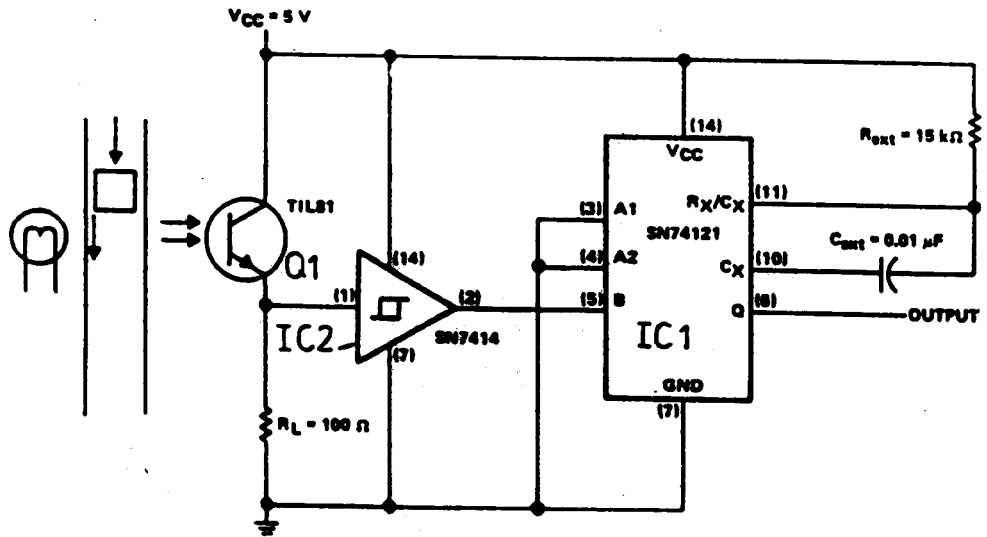 VCC = 5 V
(14)
VCC
Rext = 15 kΩ
(11)
RX/CX
TIL81
(3)
A1
SN74121
Cext = 0.01 µF
Q1
(14)
(4)
A2
CX
(10)
(1)
(2)
(5)
B
Q
(6)
OUTPUT
IC2
SN7414
IC1
(7)
GND
(7)
RL = 100 Ω